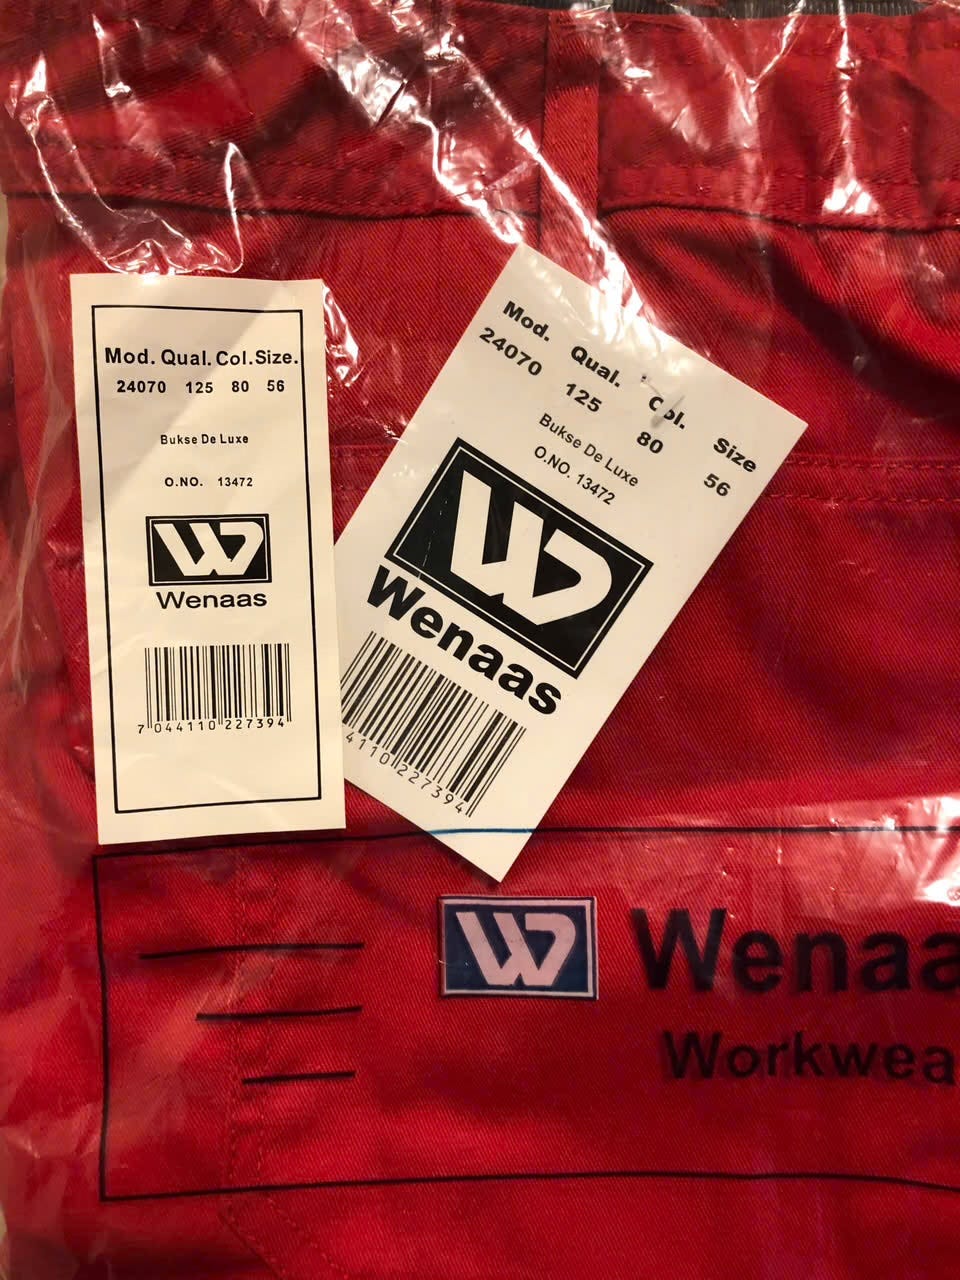 Mod. Qual. Col. Size.
24070 125 80 56
Bukse De Luxe
O.NO. 13472
Wenaas
7 044110 227394
Mod. Qual. Col. Size
24070 125 80 56
Bukse De Luxe
O.NO. 13472
Wenaas
4110 227394
Wenaa
Workwea